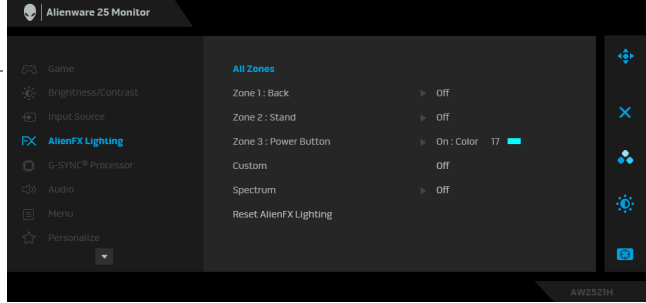 Alienware 25 Monitor
Game
Brightness/Contrast
Input Source
FX AlienFX Lighting
G-SYNC® Processor
Audio
Menu
Personalize
All Zones
Zone 1 : Back Off
Zone 2 : Stand Off
Zone 3 : Power Button On : Color 17
Custom Off
Spectrum Off
Reset AlienFX Lighting
AW2521H